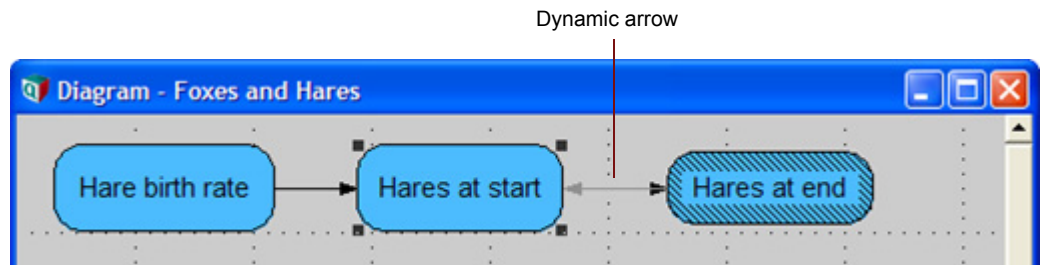 Dynamic arrow
Diagram - Foxes and Hares
Hare birth rate
Hares at start
Hares at end